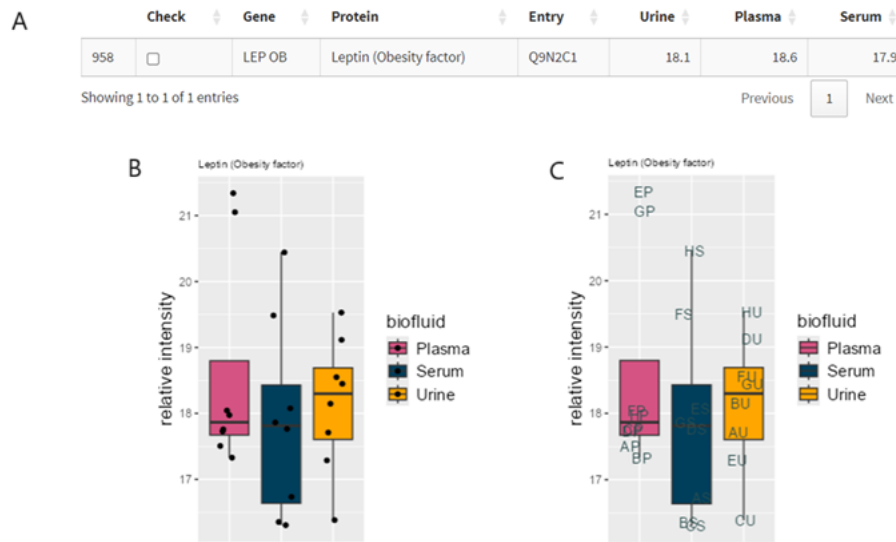 A
Check Gene Protein Entry Urine Plasma Serum
958 LEP OB Leptin (Obesity factor) Q9N2C1 18.1 18.6 17.9
Showing 1 to 1 of 1 entries
Previous 1 Next
B
Leptin (Obesity factor)
relative intensity
21
20
19
18
17
biofluid
Plasma
Serum
Urine
C
Leptin (Obesity factor)
relative intensity
21
20
19
18
17
EP
GP
HS
FS
HU
DU
FU
GU
BU
ES
DS
AU
AP
BP
EU
AS
BS
GS
CU
biofluid
Plasma
Serum
Urine